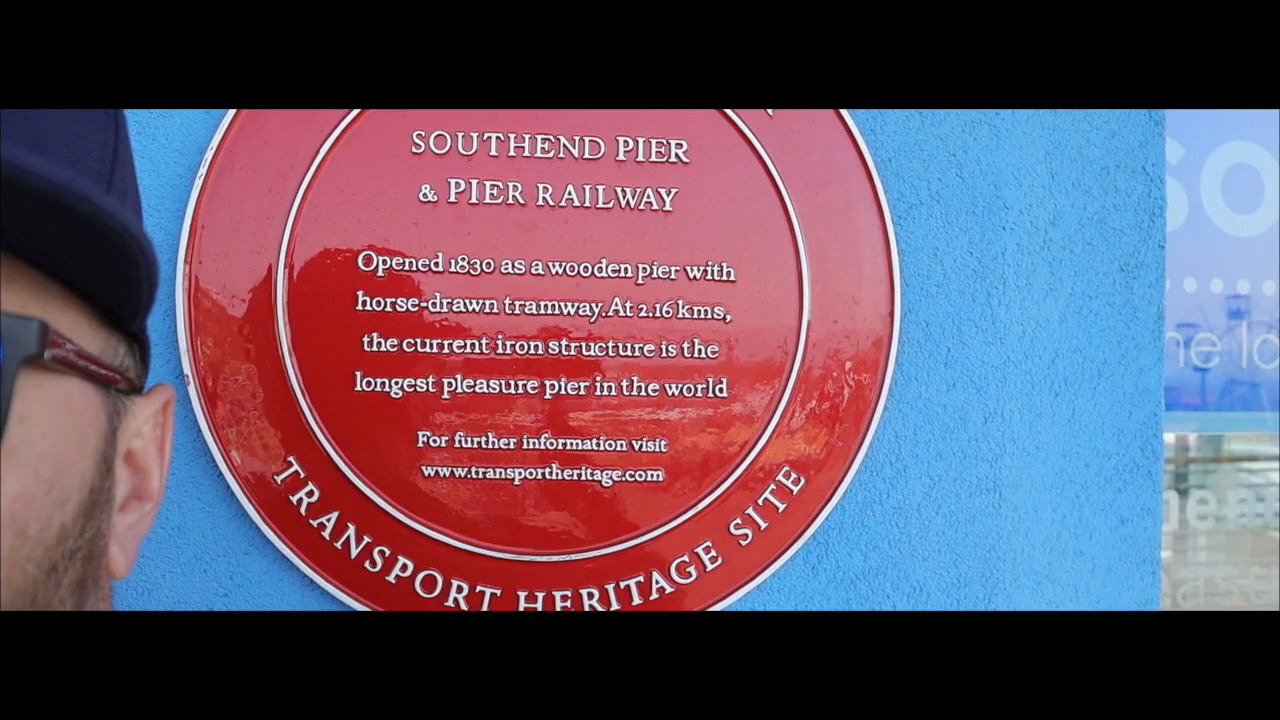 SOUTHEND PIER
& PIER RAILWAY
Opened 1830 as a wooden pier with
horse-drawn tramway. At 2.16 kms,
the current iron structure is the
longest pleasure pier in the world
For further information visit
www.transportheritage.com
TRANSPORT HERITAGE SITE
so